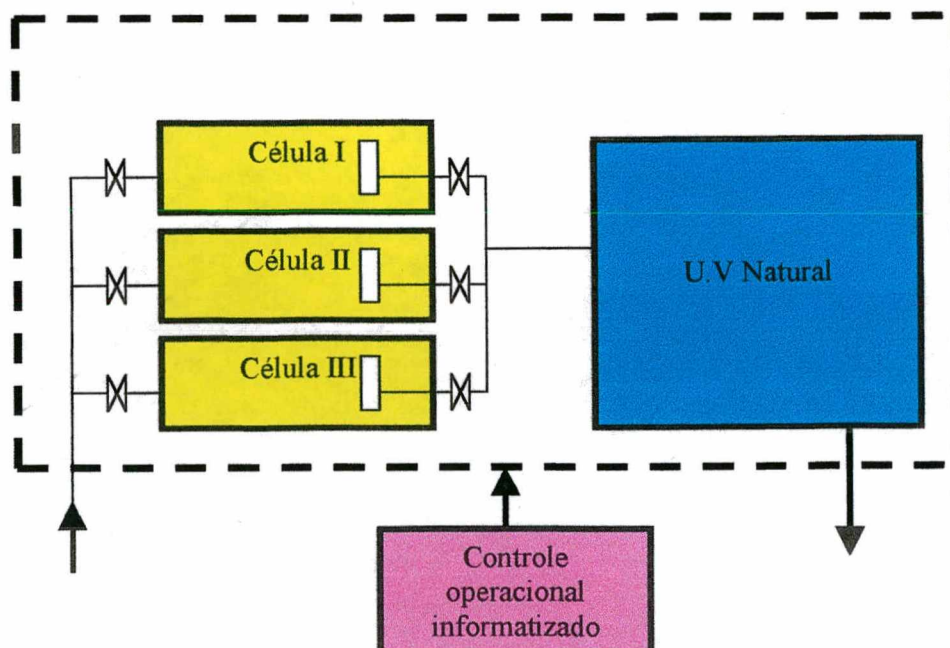 Célula I
Célula II
Célula III
U.V Natural
Controle
operacional
informatizado